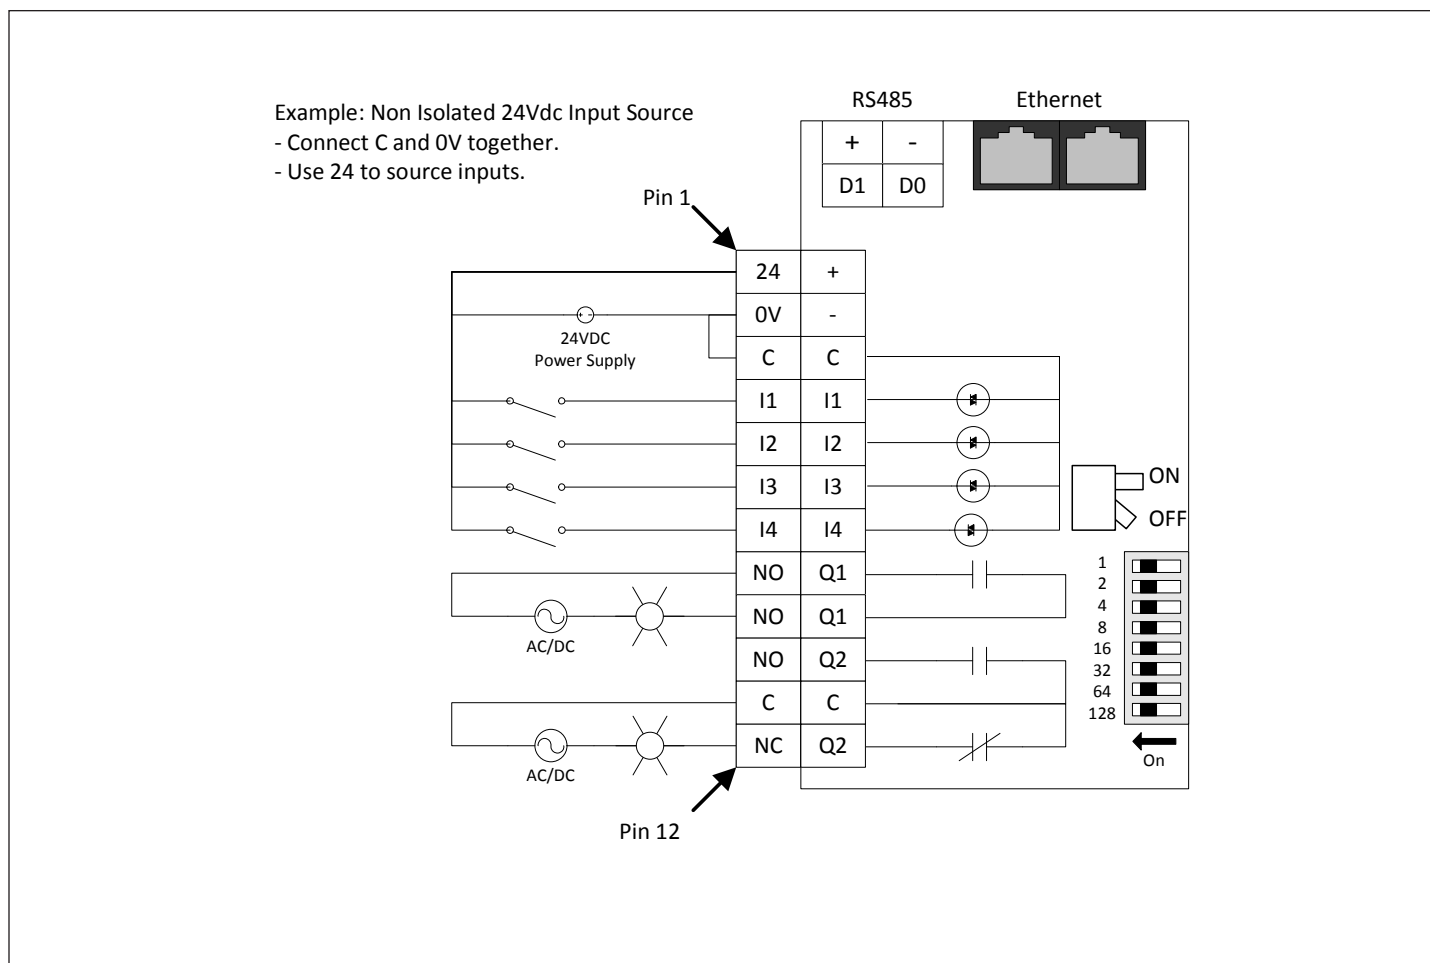 RS485
Ethernet
Example: Non Isolated 24Vdc Input Source
- Connect C and 0V together.
- Use 24 to source inputs.
+ -
D1 D0
Pin 1
24 +
0V -
24VDC
Power Supply
C C
I1 I1
I2 I2
I3 I3
I4 I4
ON
OFF
NO Q1
NO Q1
AC/DC
NO Q2
C C
NC Q2
AC/DC
1
2
4
8
16
32
64
128
On
Pin 12